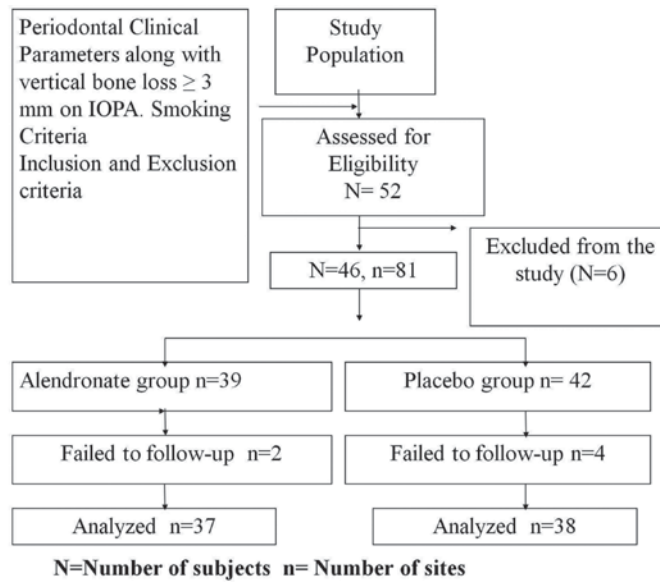 Periodontal Clinical
Parameters along with
vertical bone loss ≥ 3
mm on IOPA. Smoking
Criteria
Inclusion and Exclusion
criteria
Study
Population
Assessed for
Eligibility
N= 52
Excluded from the
study (N=6)
N=46, n=81
Alendronate group n=39
Placebo group n= 42
Failed to follow-up n=2
Failed to follow-up n=4
Analyzed n=37
Analyzed n=38
N=Number of subjects n= Number of sites